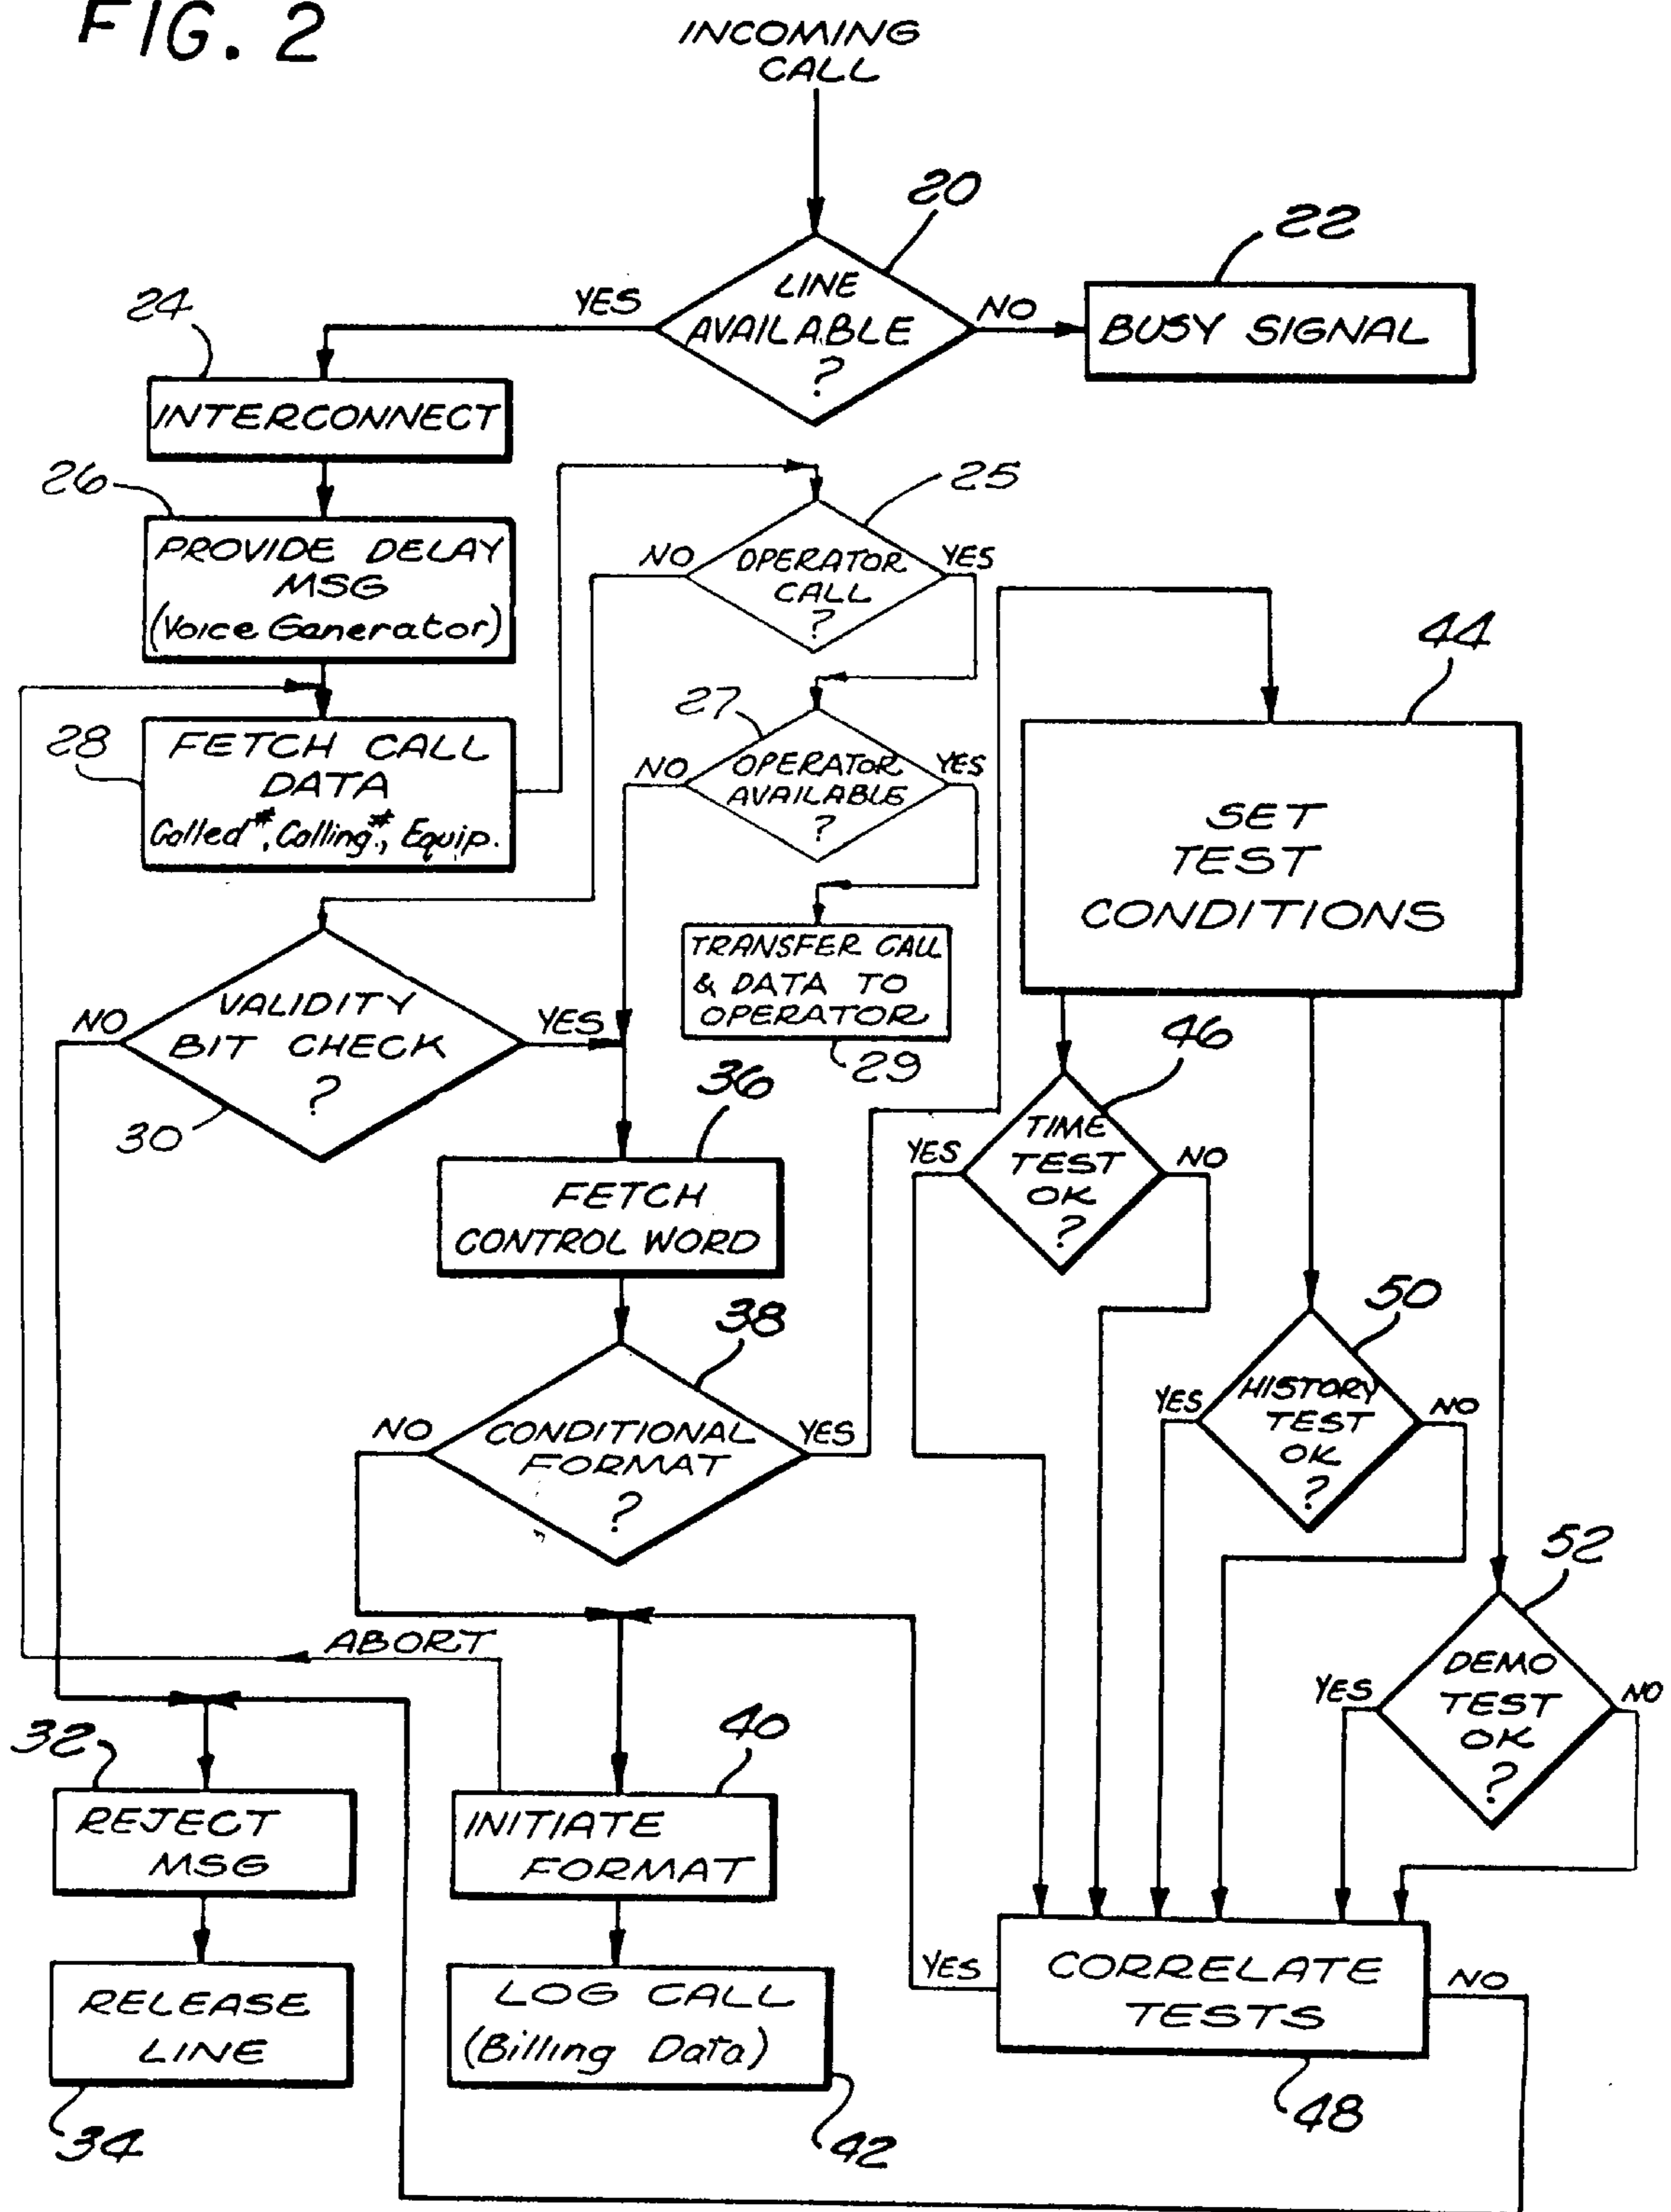 FIG. 2
INCOMING
CALL
20
22
LINE
AVAILABLE
?
YES
NO
BUSY SIGNAL
24
INTERCONNECT
26
25
PROVIDE DELAY
MSG
(Voice Generator)
NO
OPERATOR
CALL
?
YES
44
27
28
FETCH CALL
DATA
Called#, Calling#, Equip.
NO
OPERATOR
AVAILABLE
?
YES
SET
TEST
CONDITIONS
TRANSFER CALL
& DATA TO
OPERATOR
29
NO
VALIDITY
BIT CHECK
?
YES
30
36
46
FETCH
CONTROL WORD
YES
TIME
TEST
OK
?
NO
38
50
NO
CONDITIONAL
FORMAT
?
YES
YES
HISTORY
TEST
OK
?
NO
52
ABORT
YES
DEMO
TEST
OK
?
NO
32
40
REJECT
MSG
INITIATE
FORMAT
RELEASE
LINE
LOG CALL
(Billing Data)
YES
CORRELATE
TESTS
NO
34
42
48